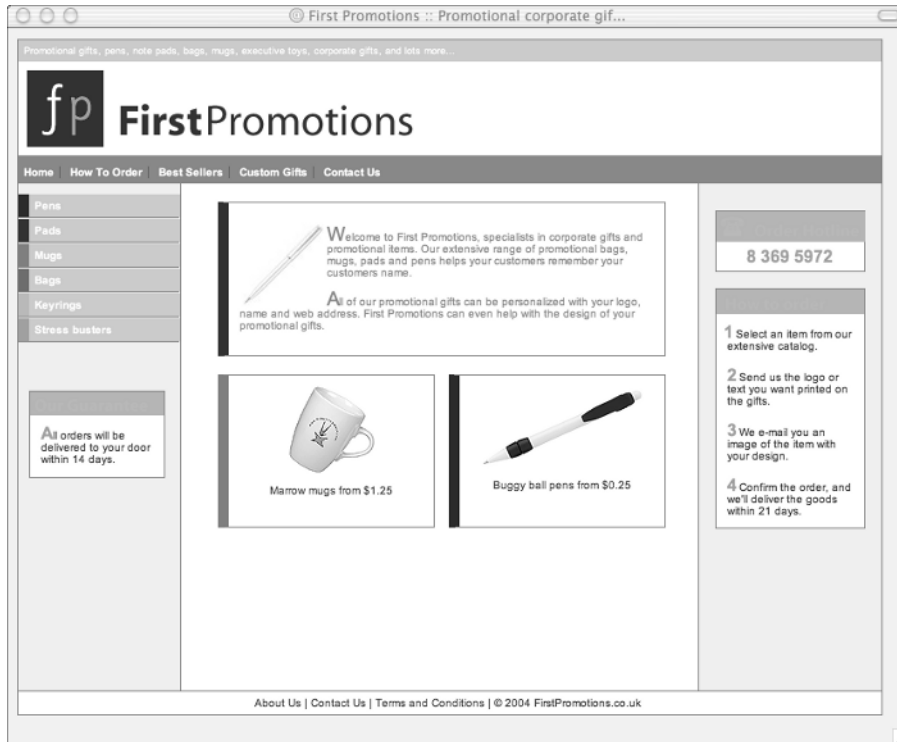 First Promotions :: Promotional corporate gif...
Promotional gifts, pens, note pads, bags, mugs, executive toys, corporate gifts, and lots more...
fp FirstPromotions
Home | How To Order | Best Sellers | Custom Gifts | Contact Us
Pens
Pads
Mugs
Bags
Keyrings
Stress busters
All orders will be
delivered to your door
within 14 days.
Welcome to First Promotions, specialists in corporate gifts and
promotional items. Our extensive range of promotional bags,
mugs, pads and pens helps your customers remember your
customers name.
All of our promotional gifts can be personalized with your logo,
name and web address. First Promotions can even help with the design of your
promotional gifts.
Marrow mugs from $1.25
Buggy ball pens from $0.25
8 369 5972
1 Select an item from our
extensive catalog.
2 Send us the logo or
text you want printed on
the gifts.
3 We e-mail you an
image of the item with
your design.
4 Confirm the order, and
we'll deliver the goods
within 21 days.
About Us | Contact Us | Terms and Conditions | © 2004 FirstPromotions.co.uk